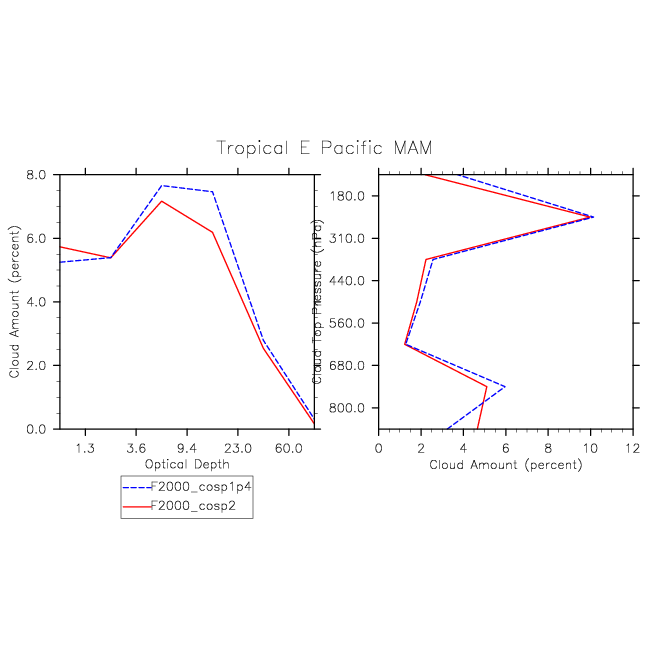 Tropical E Pacific MAM
Cloud Amount (percent)
8.0
6.0
4.0
2.0
0.0
1.3 3.6 9.4 23.0 60.0
Optical Depth
Cloud Top Pressure (hPa)
180.0
310.0
440.0
560.0
680.0
800.0
0 2 4 6 8 10 12
Cloud Amount (percent)
F2000_cosp1p4
F2000_cosp2